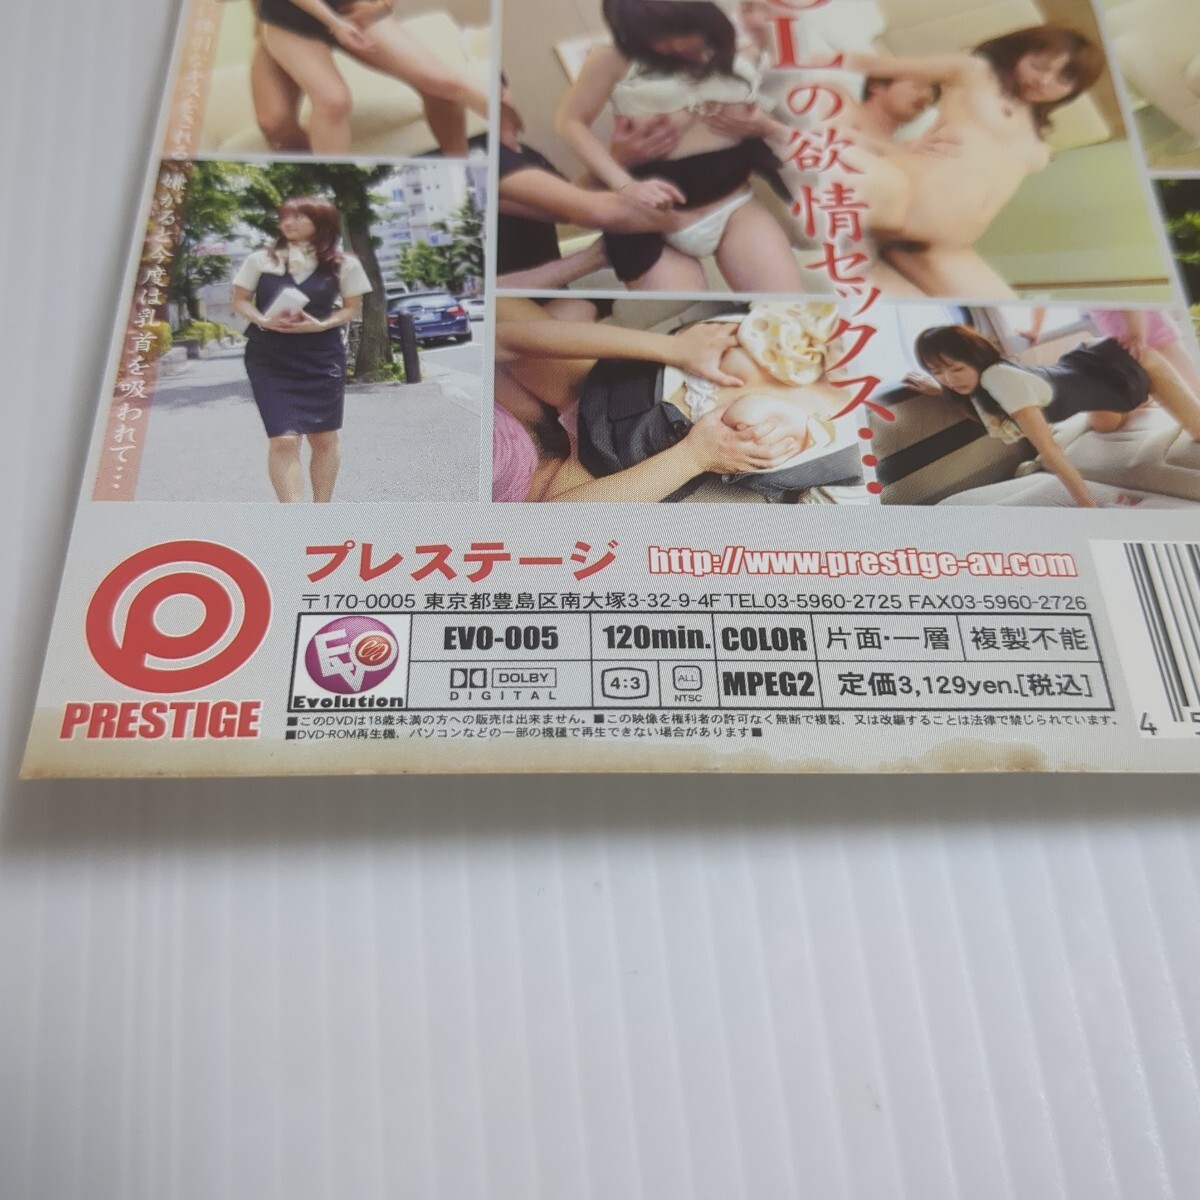 Lの欲情セックス…
嫌がると今度は乳首を吸われて…
プレステージ http://www.prestige-av.com
〒170-0005 東京都豊島区南大塚3-32-9-4F TEL03-5960-2725 FAX03-5960-2726
PRESTIGE
Evolution
EVO-005 120min. COLOR 片面・一層 複製不能
DOLBY DIGITAL 4:3 ALL NTSC MPEG2 定価3,129yen.[税込]
■このDVDは18歳未満の方への販売は出来ません。■この映像を権利者の許可なく無断で複製、又は改編することは法律で禁じられています。
■DVD-ROM再生機、パソコンなどの一部の機種で再生できない場合があります■
4